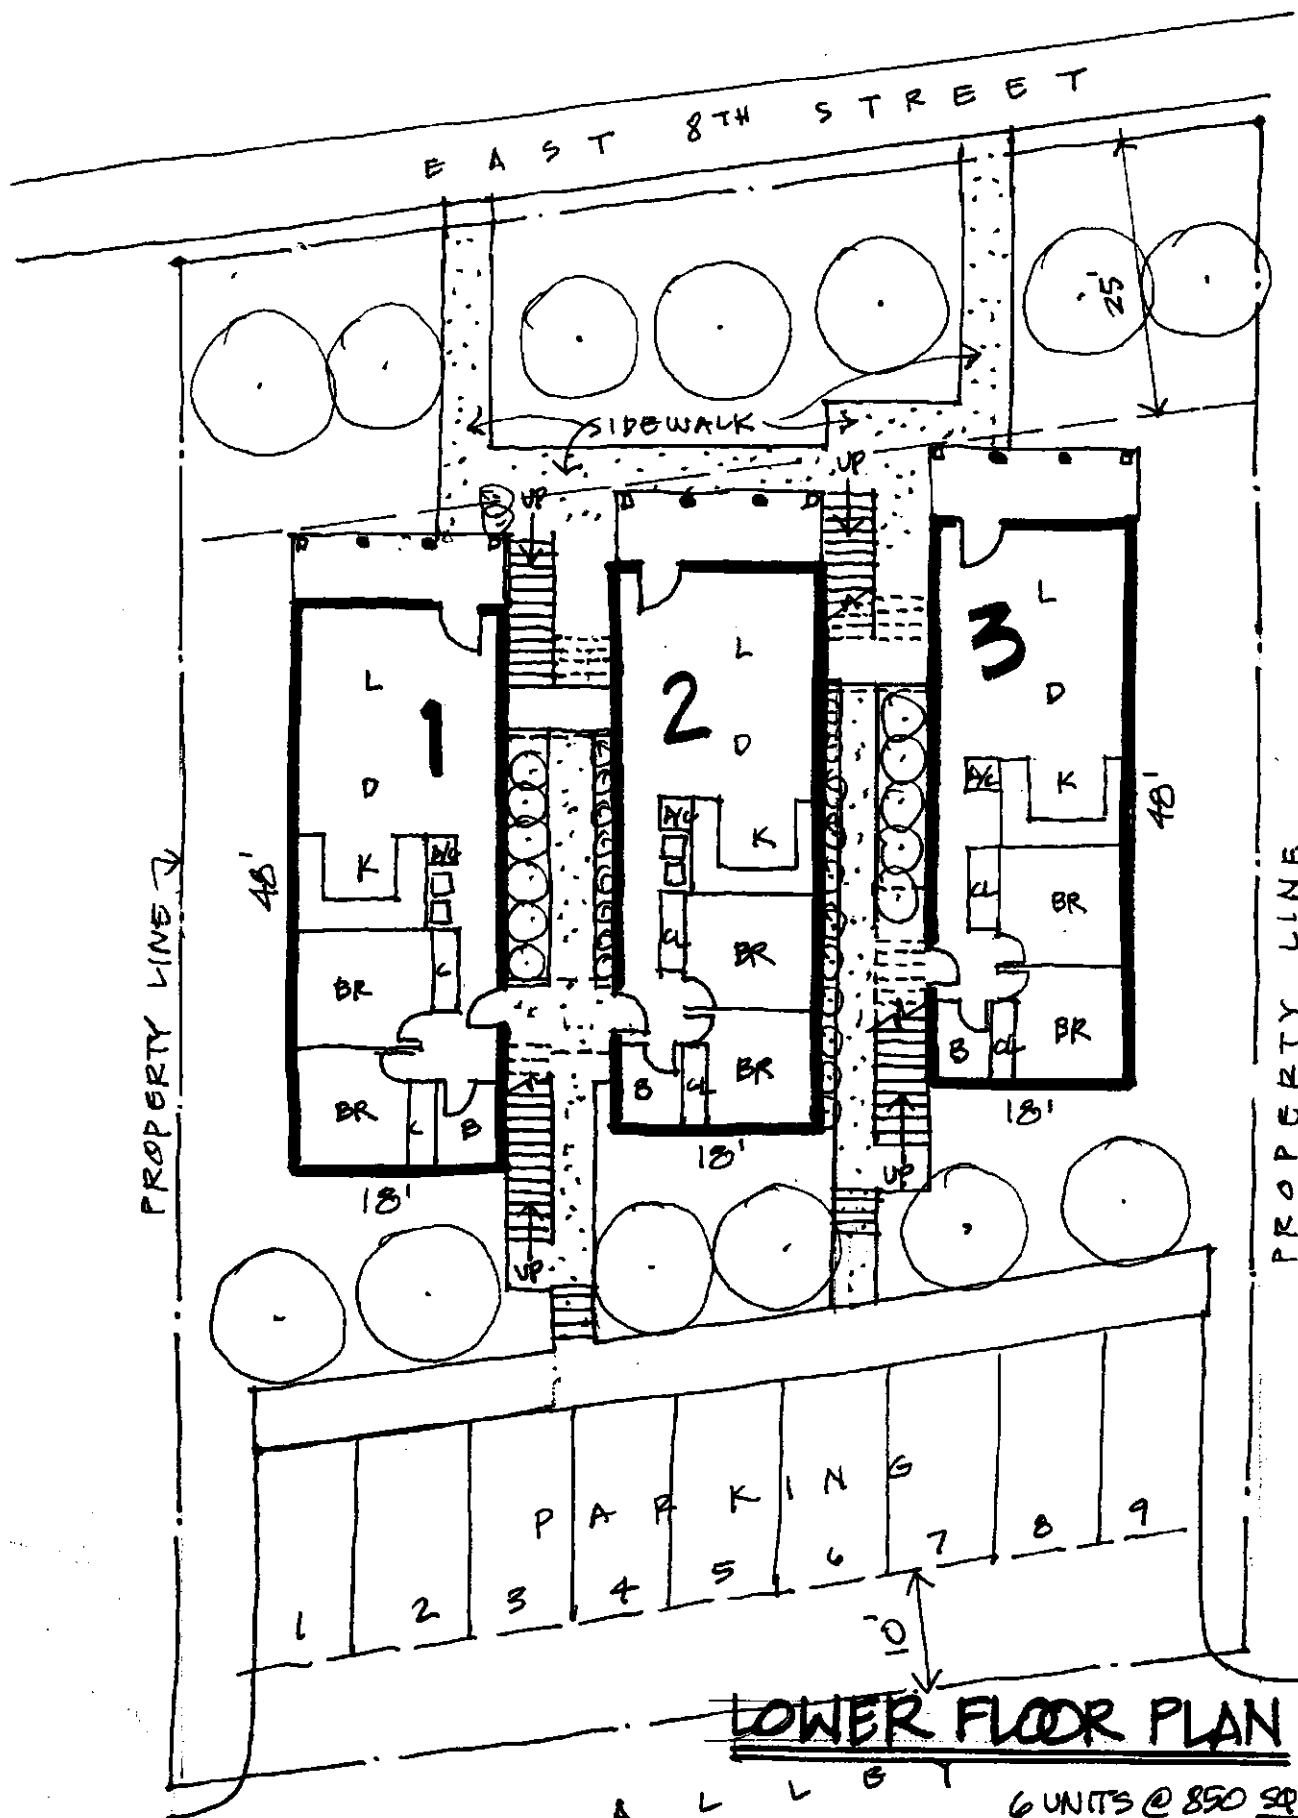 EAST 8TH STREET
25'
SIDEWALK
UP
UP
L
D
K
A/C
C
BR
BR
C
B
1
48'
18'
L
D
A/C
K
CL
BR
BR
B
CL
2
18'
L
D
A/C
K
CL
BR
BR
B
CL
3
48'
18'
UP
UP
PROPERTY LINE
PROPERTY LINE
PARKING
1 2 3 4 5 6 7 8 9
10'
LOWER FLOOR PLAN
ALLEY
6 UNITS @ 850 SQ